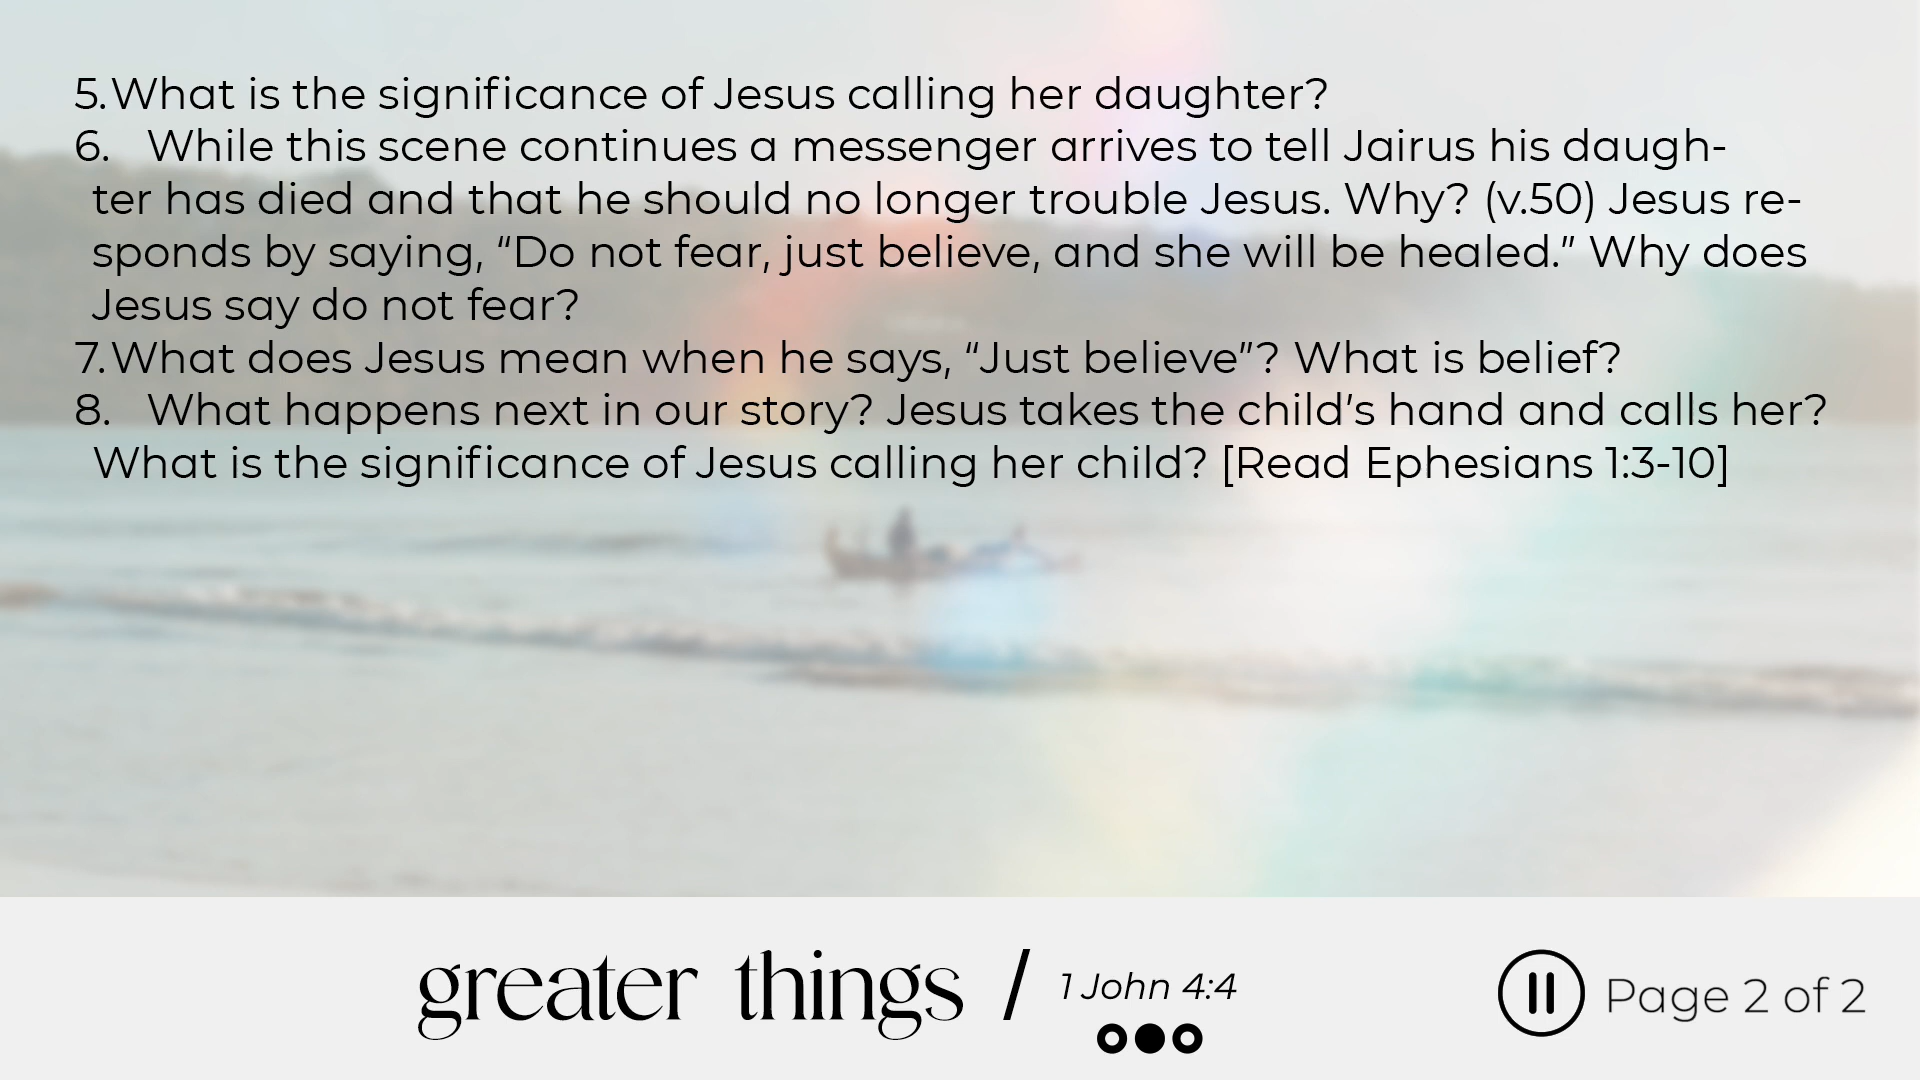 5.What is the significance of Jesus calling her daughter?
6. While this scene continues a messenger arrives to tell Jairus his daugh-
ter has died and that he should no longer trouble Jesus. Why? (v.50) Jesus re-
sponds by saying, “Do not fear, just believe, and she will be healed.” Why does
Jesus say do not fear?
7.What does Jesus mean when he says, “Just believe”? What is belief?
8. What happens next in our story? Jesus takes the child’s hand and calls her?
What is the significance of Jesus calling her child? [Read Ephesians 1:3-10]
greater things / 1 John 4:4
Page 2 of 2